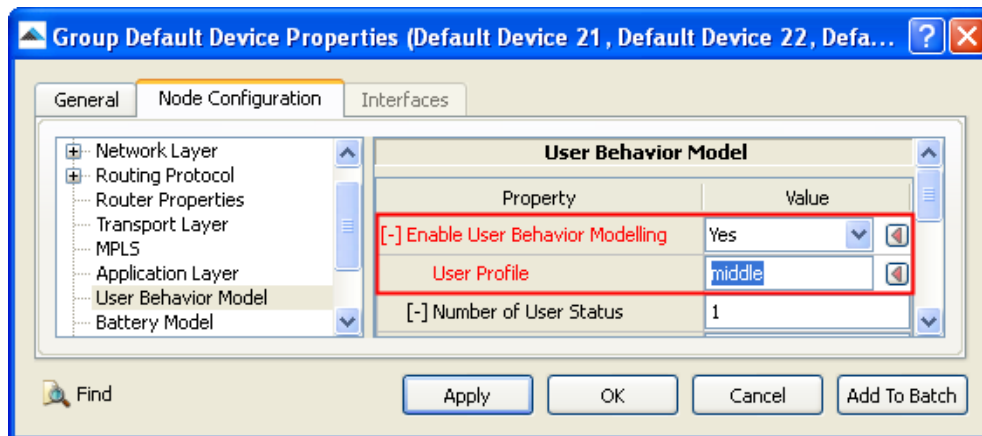 Group Default Device Properties (Default Device 21, Default Device 22, Defa... ?
General Node Configuration Interfaces
Network Layer
Routing Protocol
Router Properties
Transport Layer
MPLS
Application Layer
User Behavior Model
Battery Model
User Behavior Model
Property Value
[-] Enable User Behavior Modelling Yes
User Profile middle
[-] Number of User Status 1
Find Apply OK Cancel Add To Batch